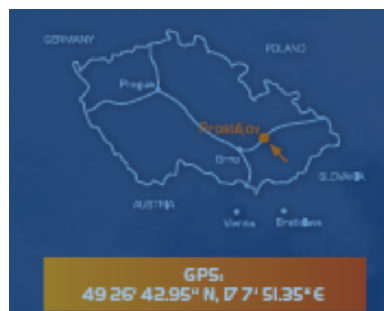 GERMANY
POLAND
Prague
Prostějov
Brno
SLOVAKIA
AUSTRIA
Vienna
Bratislava
GPS:
49 26' 42.95" N, 17 7' 51.35" E